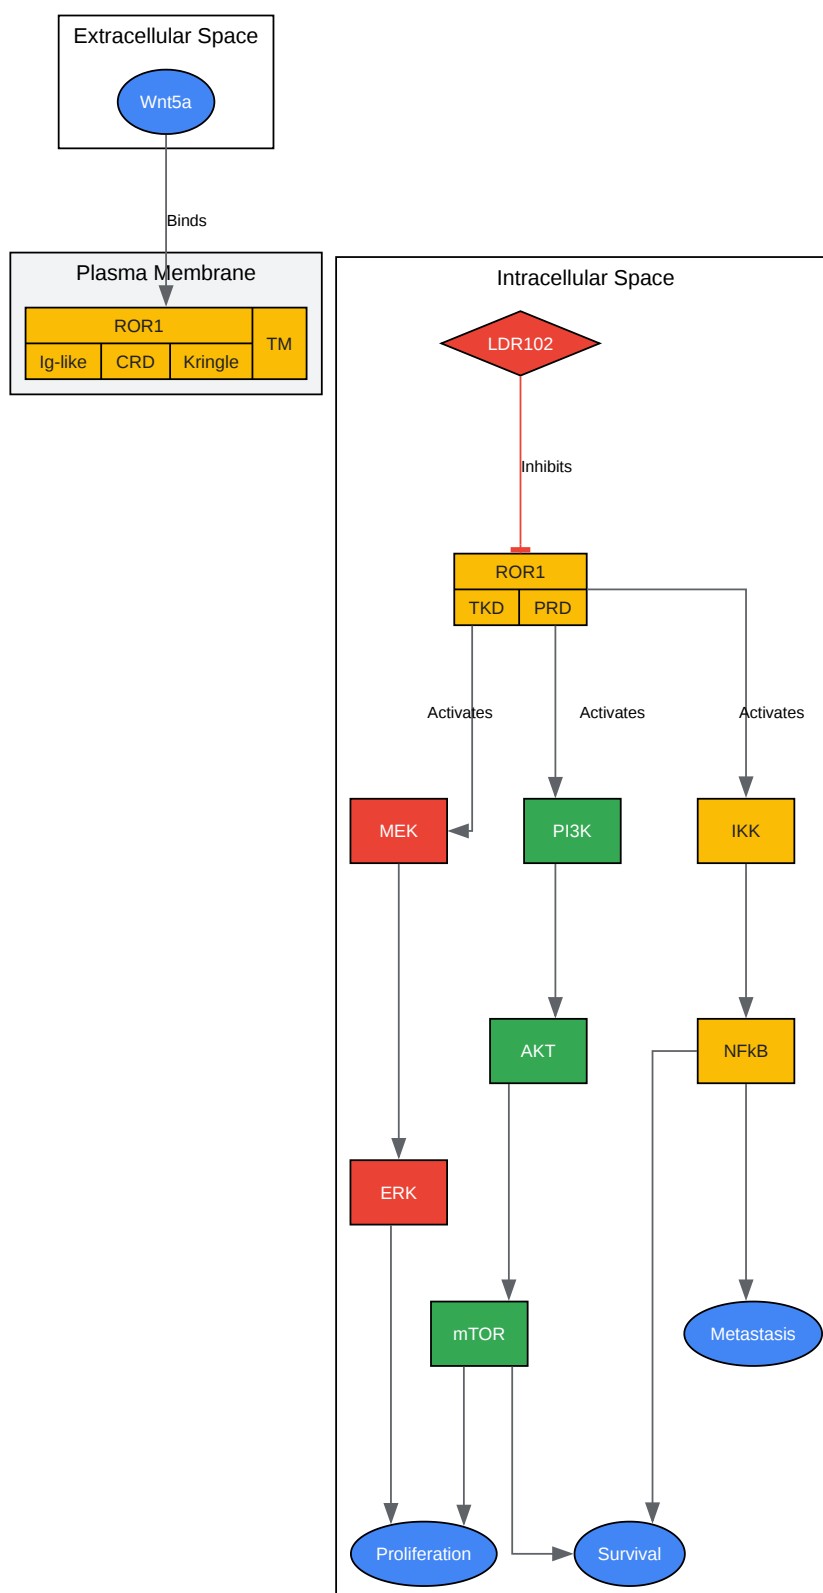 Extracellular Space
Wnt5a
Binds
Plasma Membrane
ROR1
TM
Ig-like
CRD
Kringle
Intracellular Space
LDR102
Inhibits
ROR1
TKD
PRD
Activates
Activates
Activates
MEK
PI3K
IKK
AKT
NFkB
ERK
mTOR
Metastasis
Proliferation
Survival